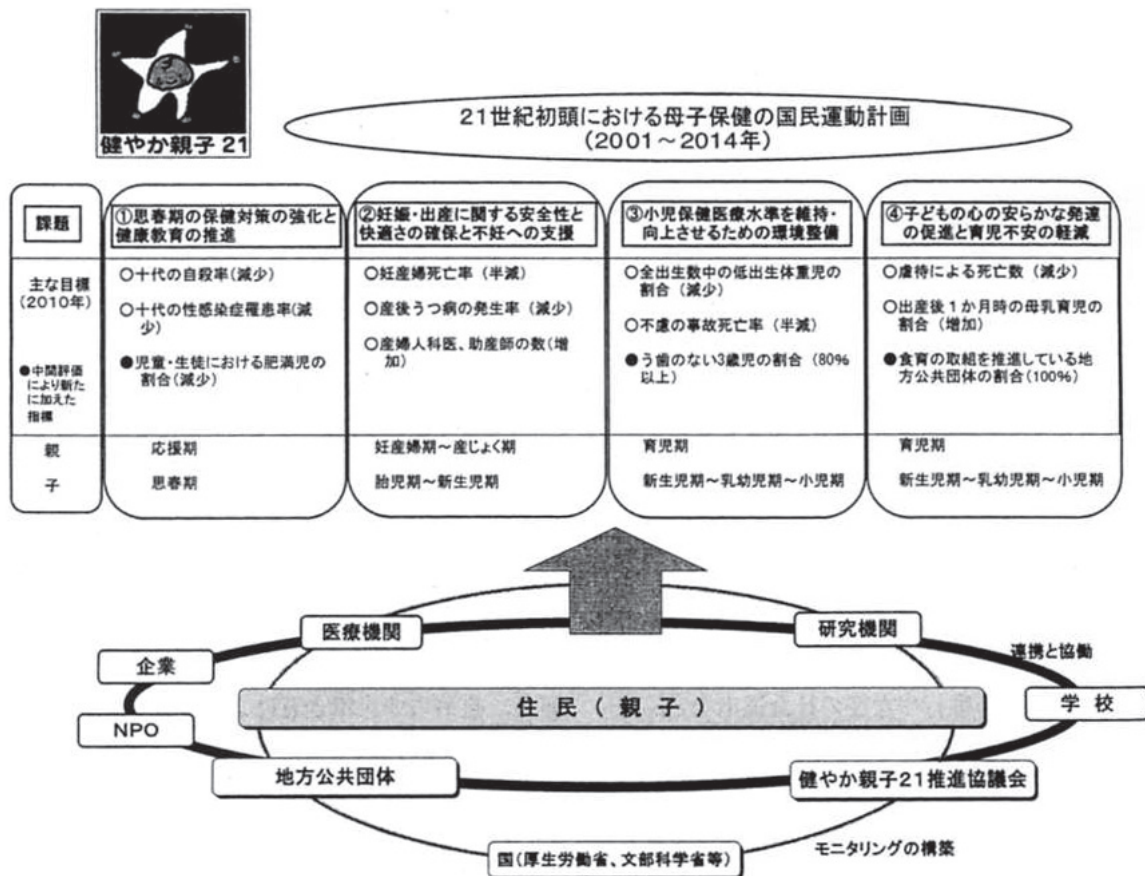 健やか親子 21
21世紀初頭における母子保健の国民運動計画
(2001～2014年)
課題
①思春期の保健対策の強化と
健康教育の推進
②妊娠・出産に関する安全性と
快適さの確保と不妊への支援
③小児保健医療水準を維持・
向上させるための環境整備
④子どもの心の安らかな発達
の促進と育児不安の軽減
主な目標
(2010年)
●中間評価
により新た
に加えた
指標
○十代の自殺率(減少)
○十代の性感染症罹患率(減
少)
●児童・生徒における肥満児の
割合(減少)
○妊産婦死亡率 (半減)
○産後うつ病の発生率 (減少)
○産婦人科医、助産師の数(増
加)
○全出生数中の低出生体重児の
割合 (減少)
○不慮の事故死亡率 (半減)
●う歯のない3歳児の割合 (80%
以上)
○虐待による死亡数 (減少)
○出産後１か月時の母乳育児の
割合 (増加)
●食育の取組を推進している地
方公共団体の割合(100%)
親
応援期
妊産婦期～産じょく期
育児期
育児期
子
思春期
胎児期～新生児期
新生児期～乳幼児期～小児期
新生児期～乳幼児期～小児期
医療機関
研究機関
企業
連携と協働
住 民 ( 親 子 )
学 校
NPO
地方公共団体
健やか親子21推進協議会
国(厚生労働省、文部科学省等)
モニタリングの構築